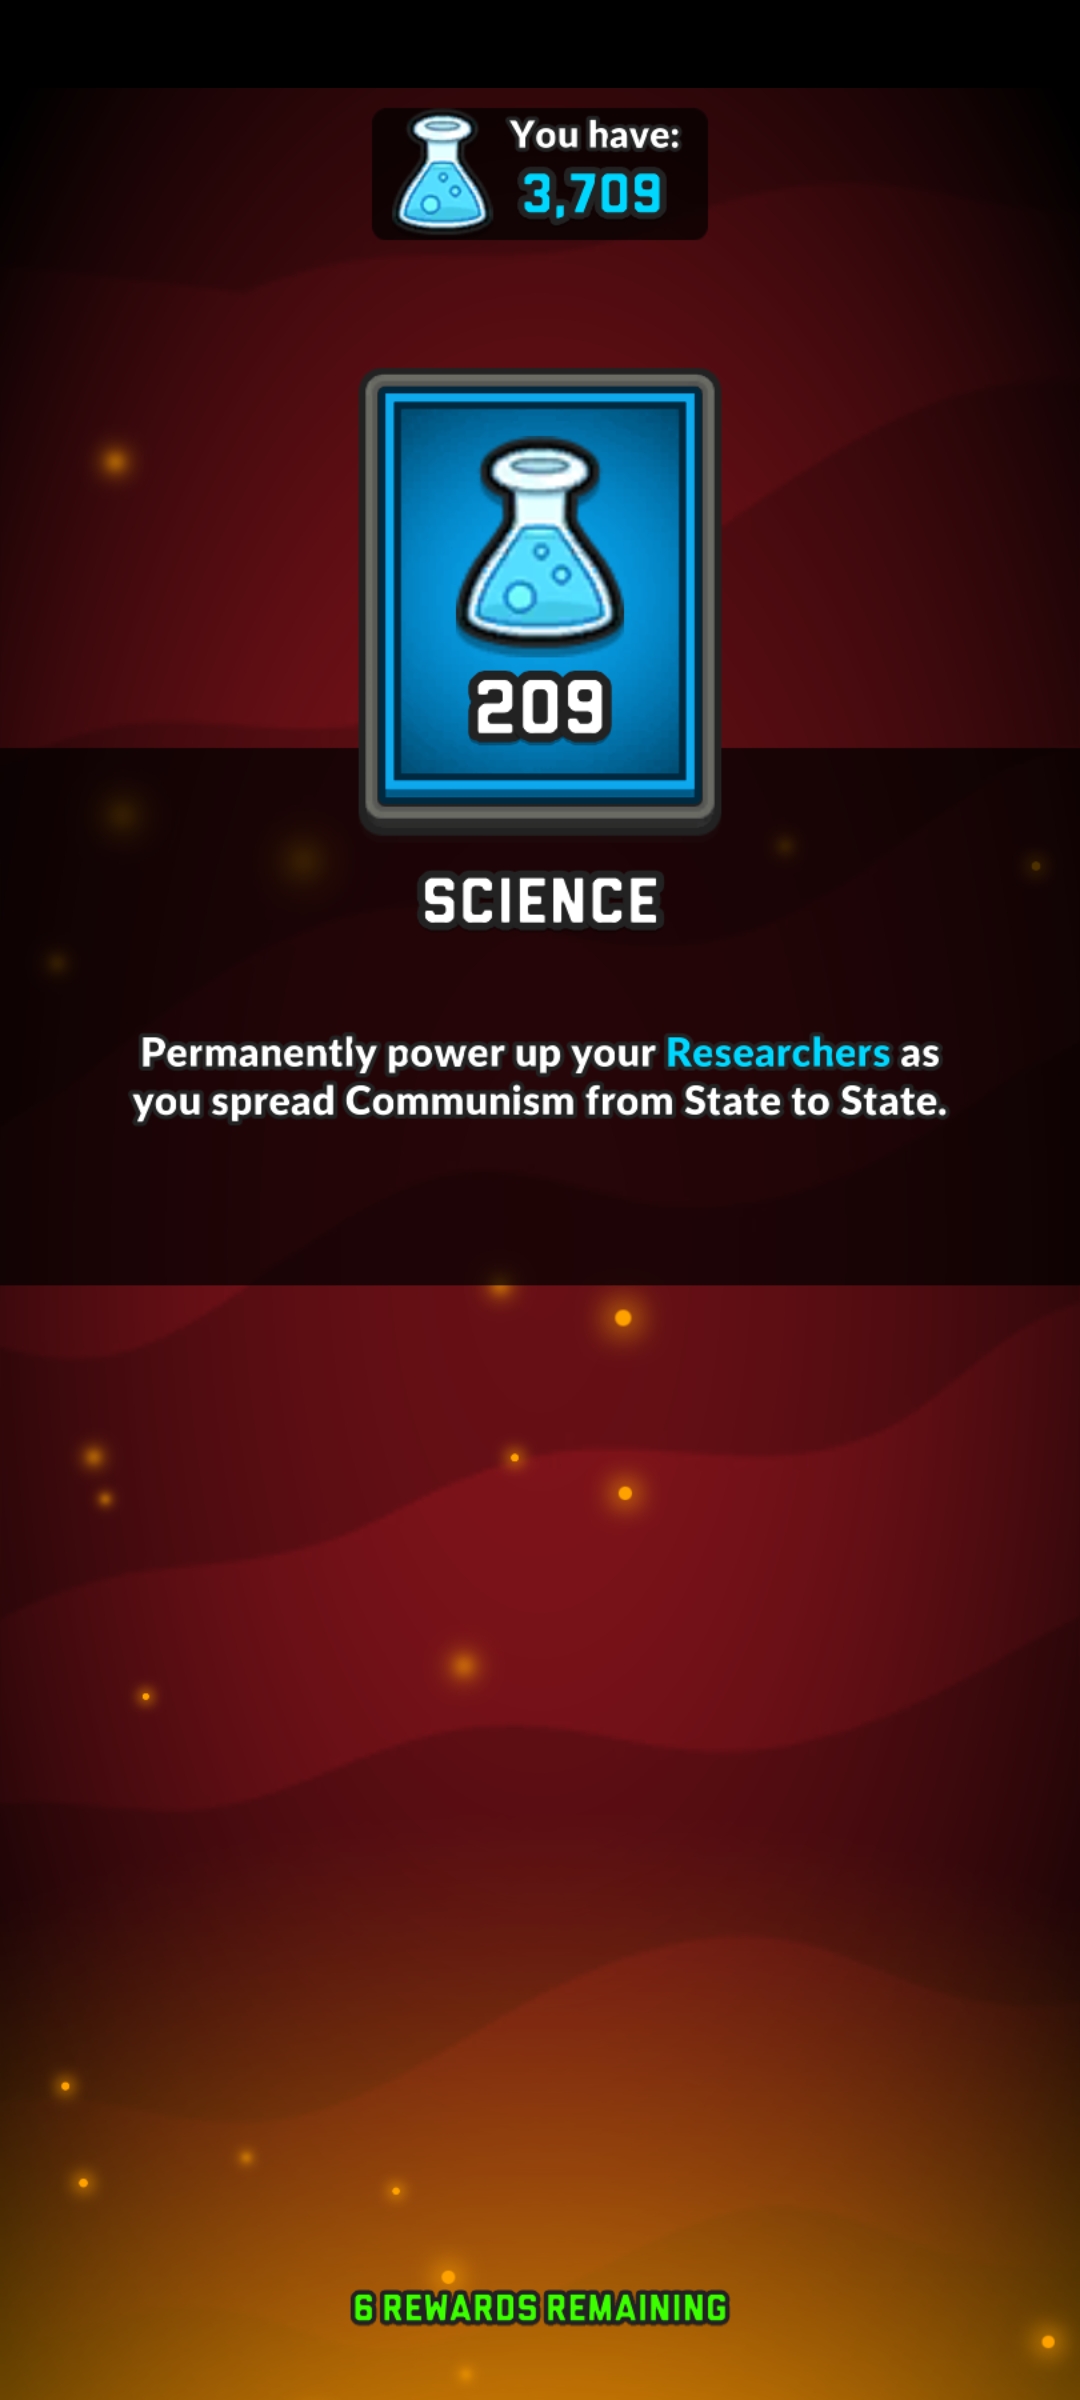 You have:
3,709
209
SCIENCE
Permanently power up your Researchers as
you spread Communism from State to State.
6 REWARDS REMAINING